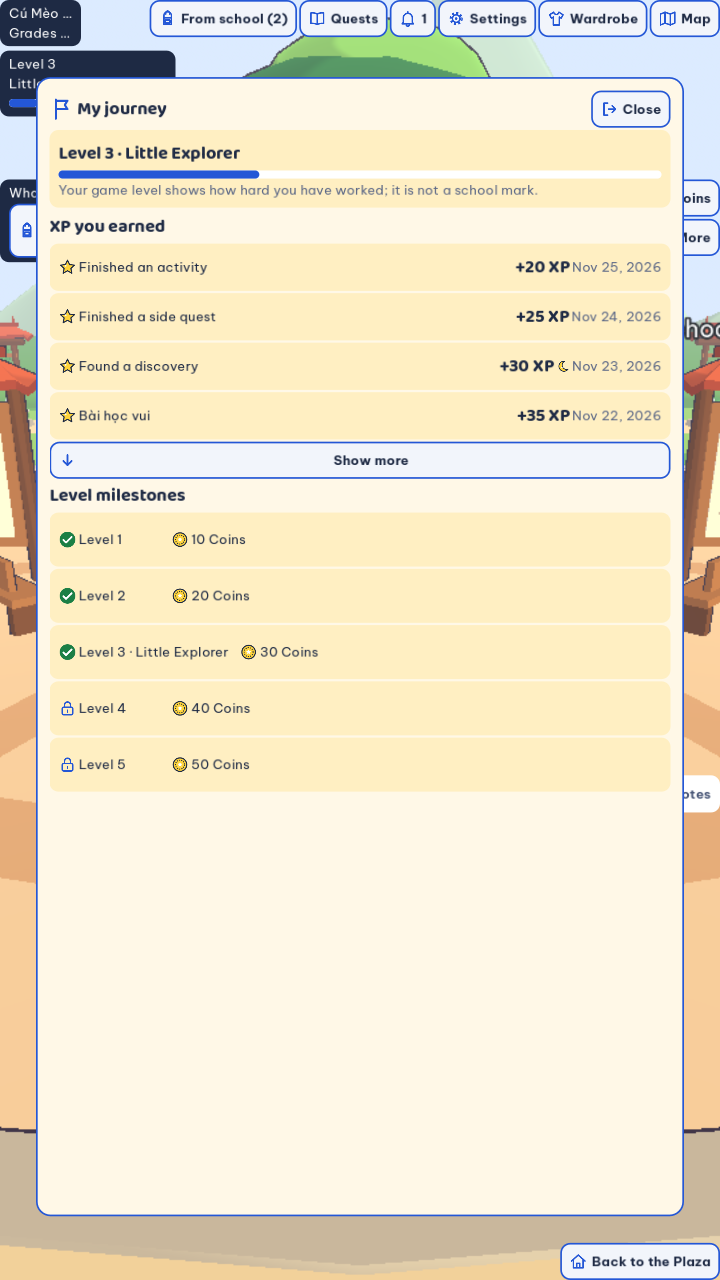 Cú Mèo ...
Grades ...
From school (2)
Quests
1
Settings
Wardrobe
Map
Level 3
My journey
Close
Level 3 · Little Explorer
Your game level shows how hard you have worked; it is not a school mark.
XP you earned
Finished an activity +20 XP Nov 25, 2026
Finished a side quest +25 XP Nov 24, 2026
Found a discovery +30 XP Nov 23, 2026
Bài học vui +35 XP Nov 22, 2026
Show more
Level milestones
Level 1 10 Coins
Level 2 20 Coins
Level 3 · Little Explorer 30 Coins
Level 4 40 Coins
Level 5 50 Coins
Back to the Plaza